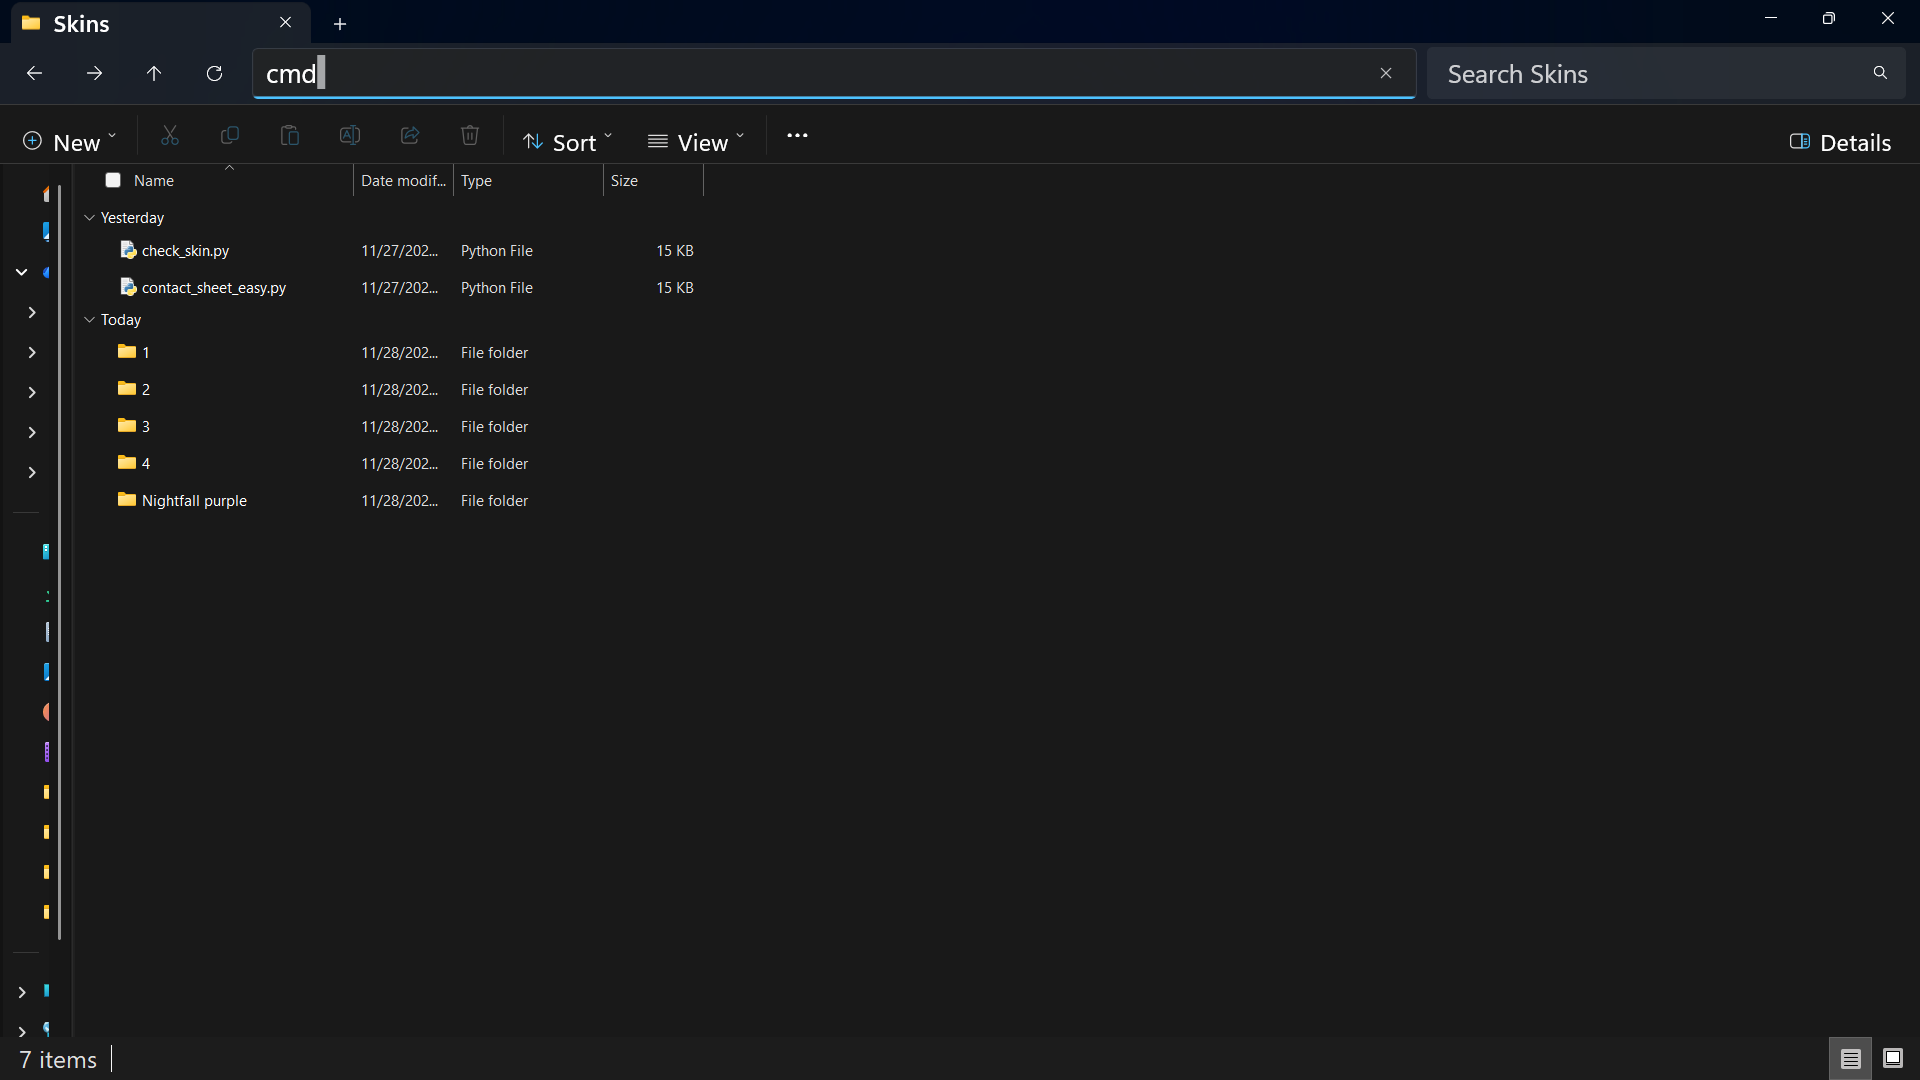 Skins
cmd
Search Skins
New
Sort
View
Details
Name Date modif... Type Size
Yesterday
check_skin.py 11/27/202... Python File 15 KB
contact_sheet_easy.py 11/27/202... Python File 15 KB
Today
1 11/28/202... File folder
2 11/28/202... File folder
3 11/28/202... File folder
4 11/28/202... File folder
Nightfall purple 11/28/202... File folder
7 items